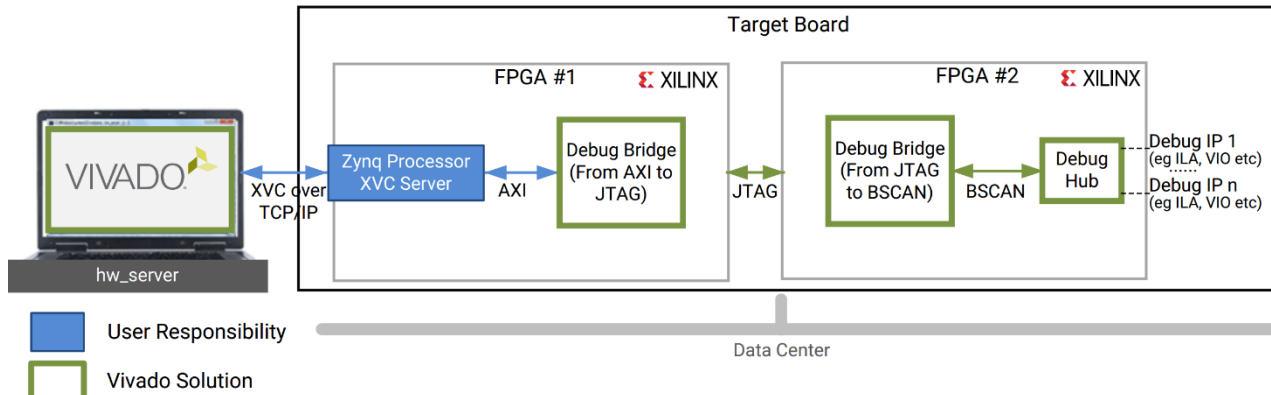 Target Board
FPGA #1
XILINX
FPGA #2
XILINX
VIVADO
XVC over
TCP/IP
Zynq Processor
XVC Server
AXI
Debug Bridge
(From AXI to
JTAG)
JTAG
Debug Bridge
(From JTAG
to BSCAN)
BSCAN
Debug
Hub
Debug IP 1
(eg ILA, VIO etc)
......
Debug IP n
(eg ILA, VIO etc)
hw_server
User Responsibility
Vivado Solution
Data Center